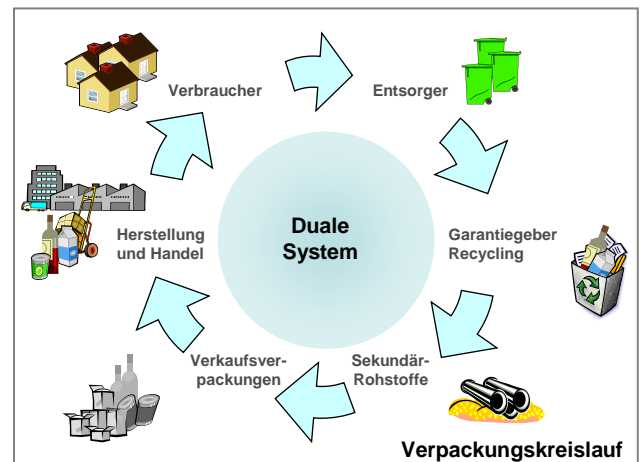 Verbraucher
Entsorger
Duale
System
Herstellung
und Handel
Garantiegeber
Recycling
Verkaufsver-
packungen
Sekundär-
Rohstoffe
Verpackungskreislauf